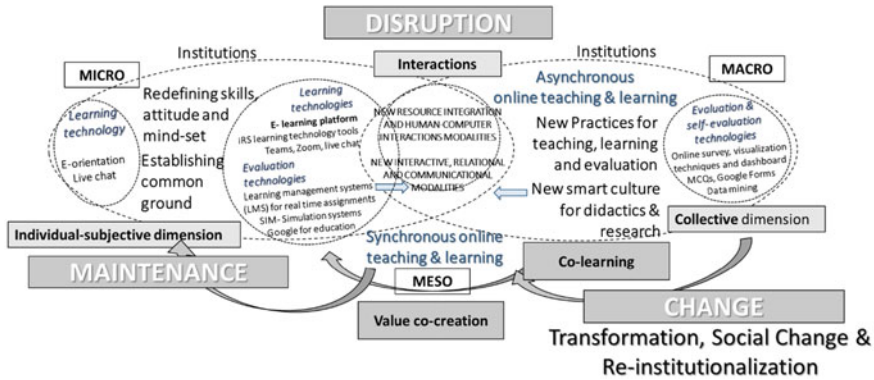 DISRUPTION
Institutions
Institutions
MICRO
Interactions
MACRO
Learning
technology
E-orientation
Live chat
Redefining skills,
attitude and
mind-set
Establishing
common
ground
Learning
technologies
E- learning platform
IRS learning technology tools
Teams, Zoom, live chat
Evaluation
technologies
Learning management systems
(LMS) for real time assignments
SIM- Simulation systems
Google for education
NEW RESOURCE INTEGRATION
AND HUMAN-COMPUTER
INTERACTIONS MODALITIES
NEW INTERACTIVE, RELATIONAL
AND COMMUNICATIONAL
MODALITIES
Asynchronous
online teaching & learning
New Practices for
teaching, learning
and evaluation
New smart culture
for didactics &
research
Evaluation &
self-evaluation
technologies
Online survey, visualization
techniques and dashboard
MCQs, Google Forms
Data mining
Individual-subjective dimension
Collective dimension
Synchronous online
teaching & learning
MAINTENANCE
MESO
Co-learning
Value co-creation
CHANGE
Transformation, Social Change &
Re-institutionalization